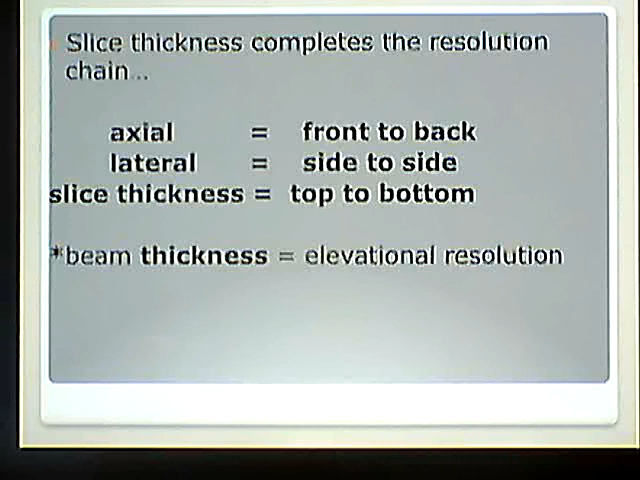 Slice thickness completes the resolution
chain...
axial = front to back
lateral = side to side
slice thickness = top to bottom
*beam thickness = elevational resolution